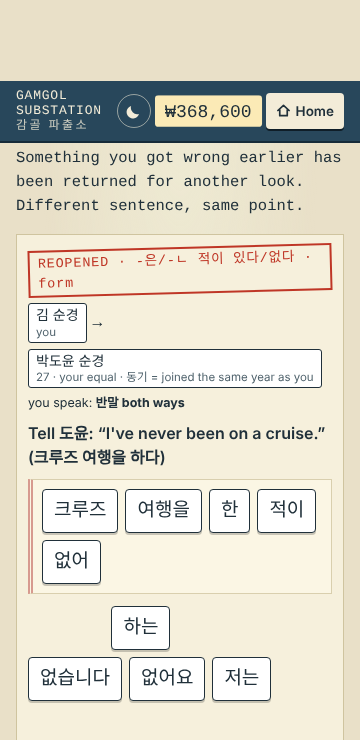 GAMGOL
SUBSTATION
감골 파출소
₩368,600
Home
Something you got wrong earlier has
been returned for another look.
Different sentence, same point.
REOPENED · -은/-ㄴ 적이 있다/없다 ·
form
김 순경
you
→
박도윤 순경
27 · your equal · 동기 = joined the same year as you
you speak: 반말 both ways
Tell 도윤: “I've never been on a cruise.”
(크루즈 여행을 하다)
크루즈 여행을 한 적이
없어
하는
없습니다 없어요 저는